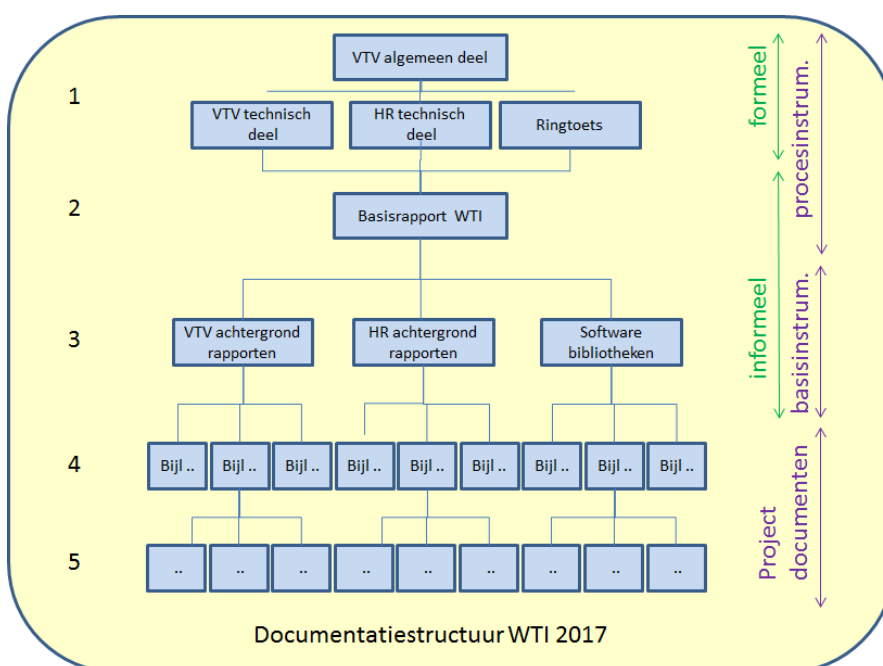 VTV algemeen deel
1
VTV technisch
deel
HR technisch
deel
Ringtoets
2
Basisrapport WTI
3
VTV achtergrond
rapporten
HR achtergrond
rapporten
Software
bibliotheken
4
Bijl ..
Bijl ..
Bijl ..
Bijl ..
Bijl ..
Bijl ..
Bijl ..
Bijl ..
Bijl ..
5
..
..
..
..
..
..
..
..
..
formeel
informeel
procesinstrum.
basisinstrum.
Project
documenten
Documentatiestructuur WTI 2017